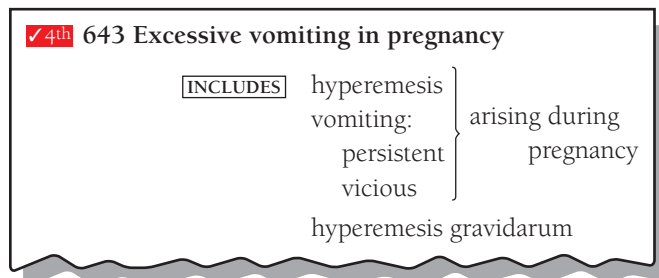 ✓4th 643 Excessive vomiting in pregnancy
INCLUDES hyperemesis
vomiting: arising during
persistent pregnancy
vicious
hyperemesis gravidarum